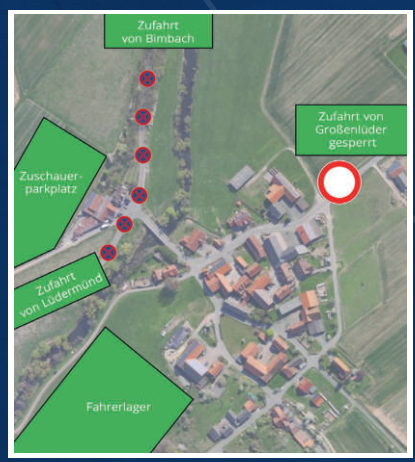 Zufahrt
von Bimbach
Zufahrt von
Großenlüder
gesperrt
Zuschauer-
parkplatz
Zufahrt
von Lüdermünd
Fahrerlager